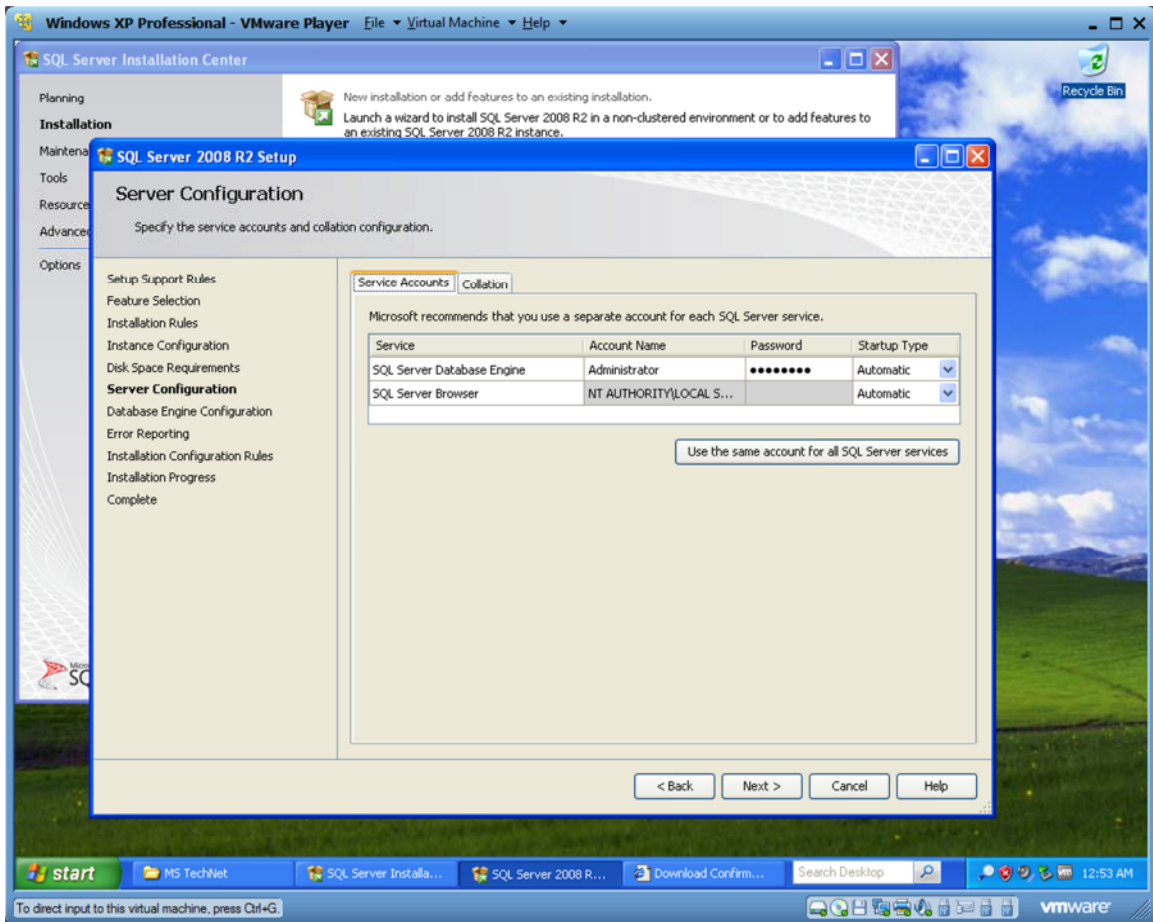 Windows XP Professional - VMware Player File Virtual Machine Help
SQL Server Installation Center
Recycle Bin
Planning
Installation
Maintena
Tools
Resource
Advanced
Options
New installation or add features to an existing installation.
Launch a wizard to install SQL Server 2008 R2 in a non-clustered environment or to add features to
an existing SQL Server 2008 R2 instance.
SQL Server 2008 R2 Setup
Server Configuration
Specify the service accounts and collation configuration.
Setup Support Rules
Feature Selection
Installation Rules
Instance Configuration
Disk Space Requirements
Server Configuration
Database Engine Configuration
Error Reporting
Installation Configuration Rules
Installation Progress
Complete
Service Accounts Collation
Microsoft recommends that you use a separate account for each SQL Server service.
Service Account Name Password Startup Type
SQL Server Database Engine Administrator ●●●●●●●● Automatic
SQL Server Browser NT AUTHORITY\LOCAL S... Automatic
Use the same account for all SQL Server services
< Back Next > Cancel Help
Micro
SQ
start MS TechNet SQL Server Installa... SQL Server 2008 R... Download Confirm... Search Desktop 12:53 AM
To direct input to this virtual machine, press Ctrl+G. vmware